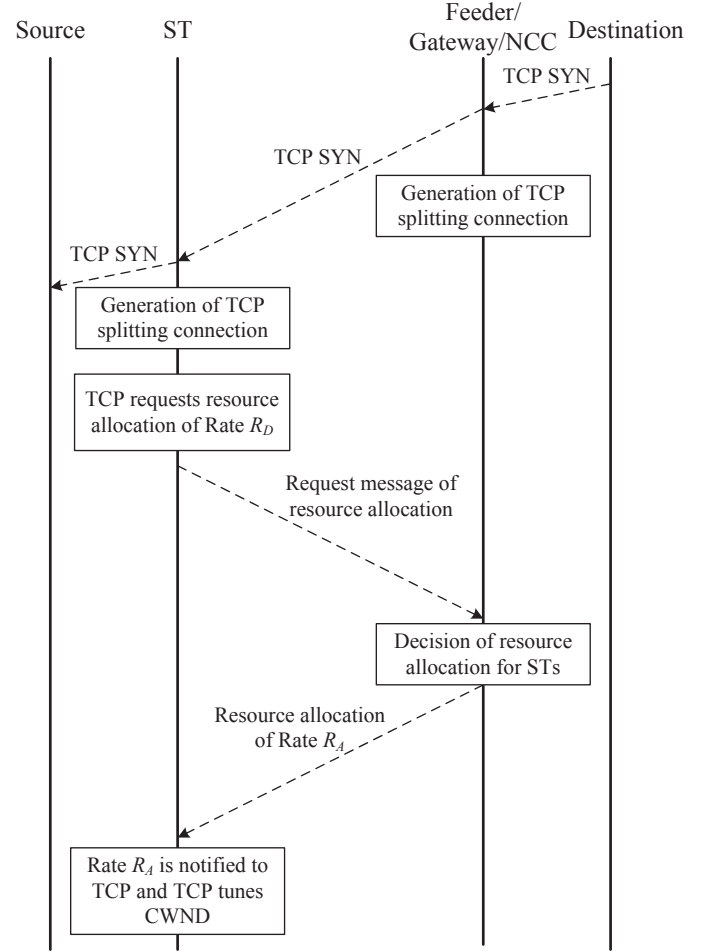 Source
ST
Feeder/
Gateway/NCC
Destination
TCP SYN
TCP SYN
Generation of TCP
splitting connection
TCP SYN
Generation of TCP
splitting connection
TCP requests resource
allocation of Rate R_D
Request message of
resource allocation
Decision of resource
allocation for STs
Resource allocation
of Rate R_A
Rate R_A is notified to
TCP and TCP tunes
CWND